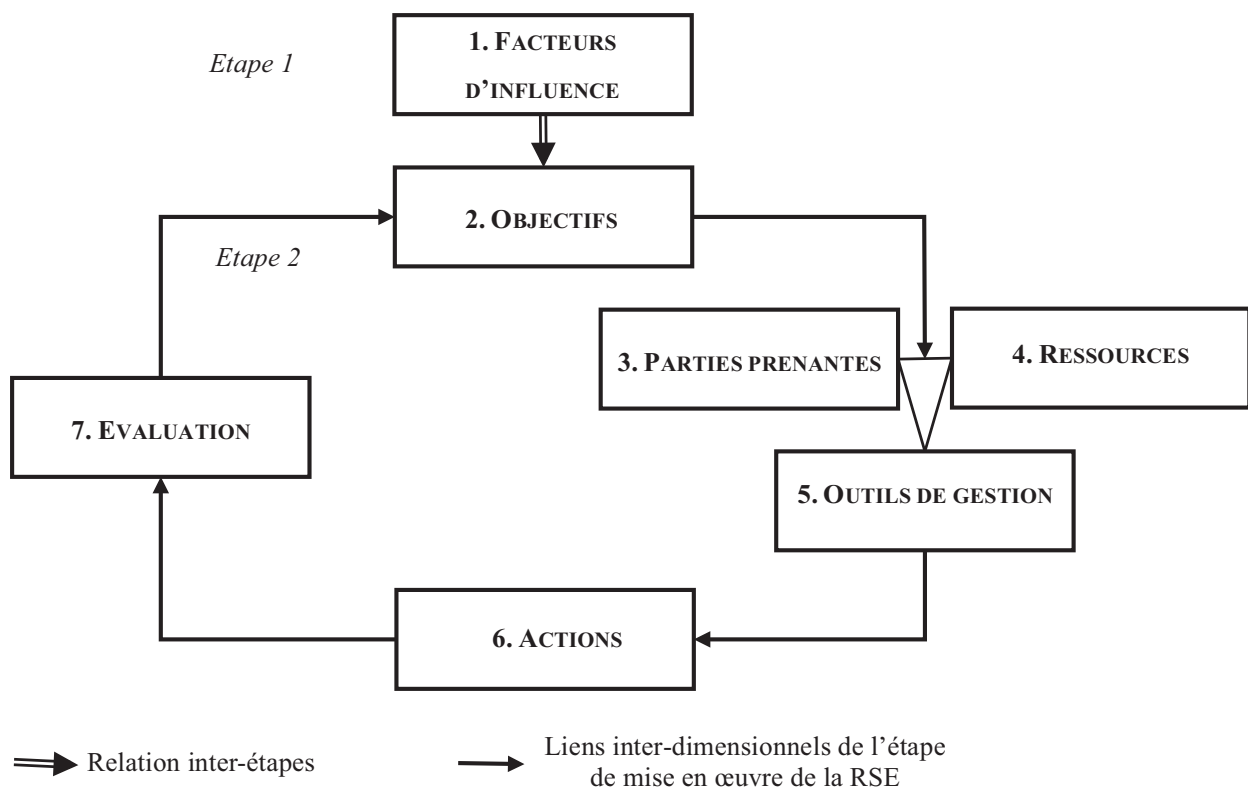 Etape 1
1. FACTEURS
D’INFLUENCE
2. OBJECTIFS
Etape 2
3. PARTIES PRENANTES
4. RESSOURCES
7. EVALUATION
5. OUTILS DE GESTION
6. ACTIONS
Relation inter-étapes
Liens inter-dimensionnels de l’étape
de mise en œuvre de la RSE